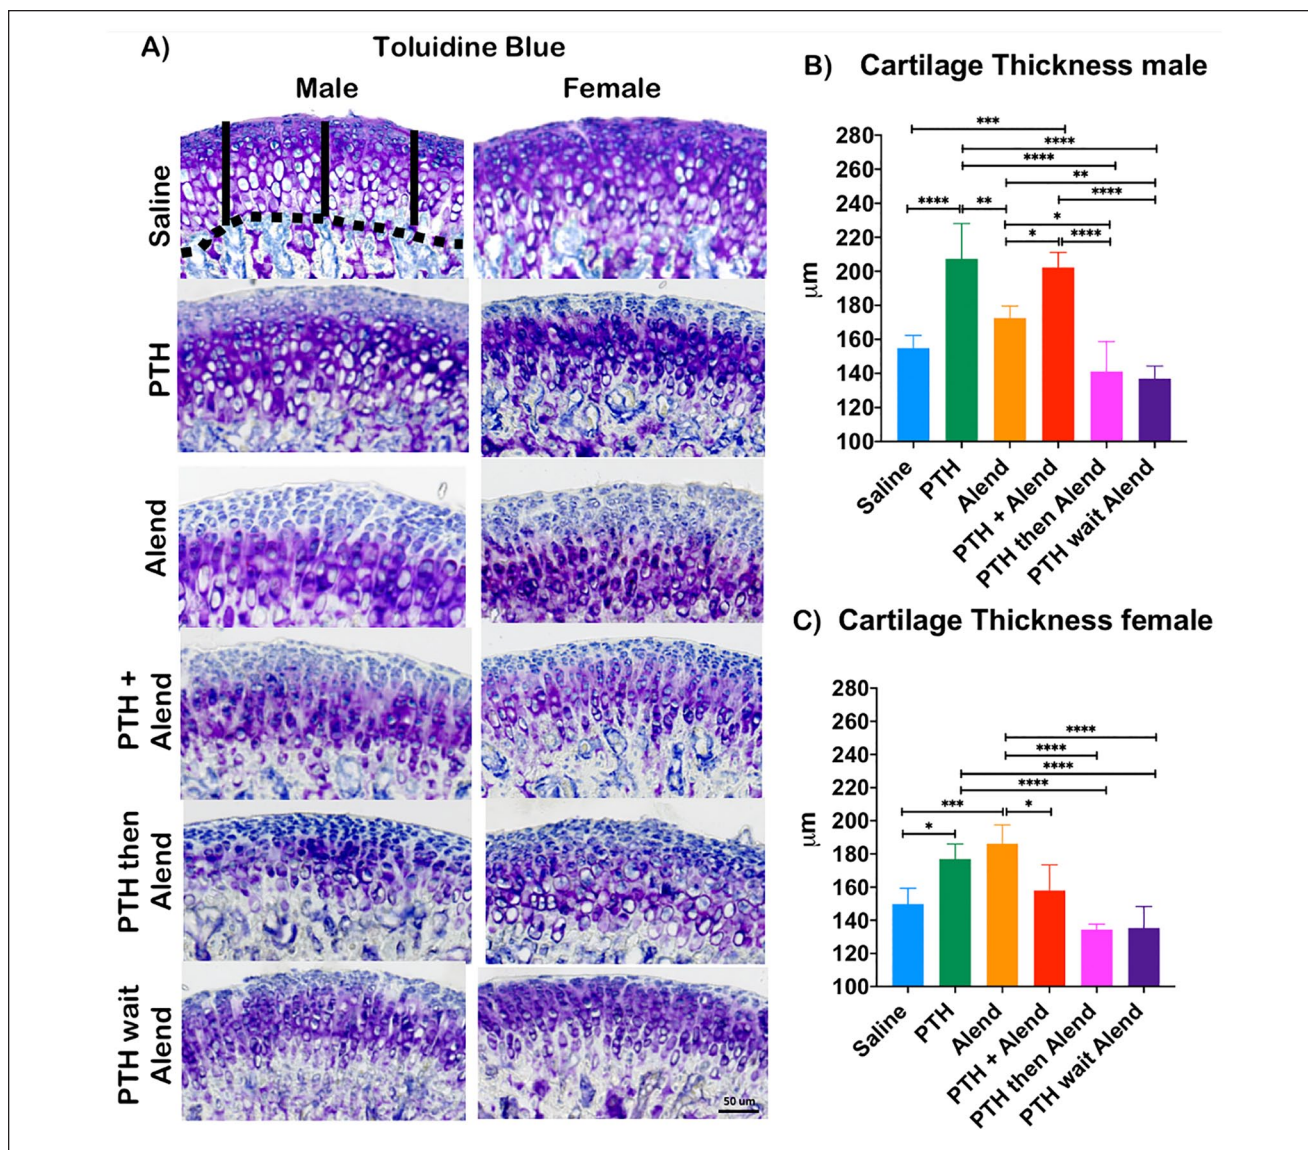 A)
Toluidine Blue
Male
Female
Saline
PTH
Alend
PTH +
Alend
PTH then
Alend
PTH wait
Alend
50 um
B) Cartilage Thickness male
***
****
****
**
****
**** **
*
* ****
280
260
240
220
200
180
160
140
120
100
μm
Saline
PTH
Alend
PTH + Alend
PTH then Alend
PTH wait Alend
C) Cartilage Thickness female
****
****
****
****
*** *
*
280
260
240
220
200
180
160
140
120
100
μm
Saline
PTH
Alend
PTH + Alend
PTH then Alend
PTH wait Alend